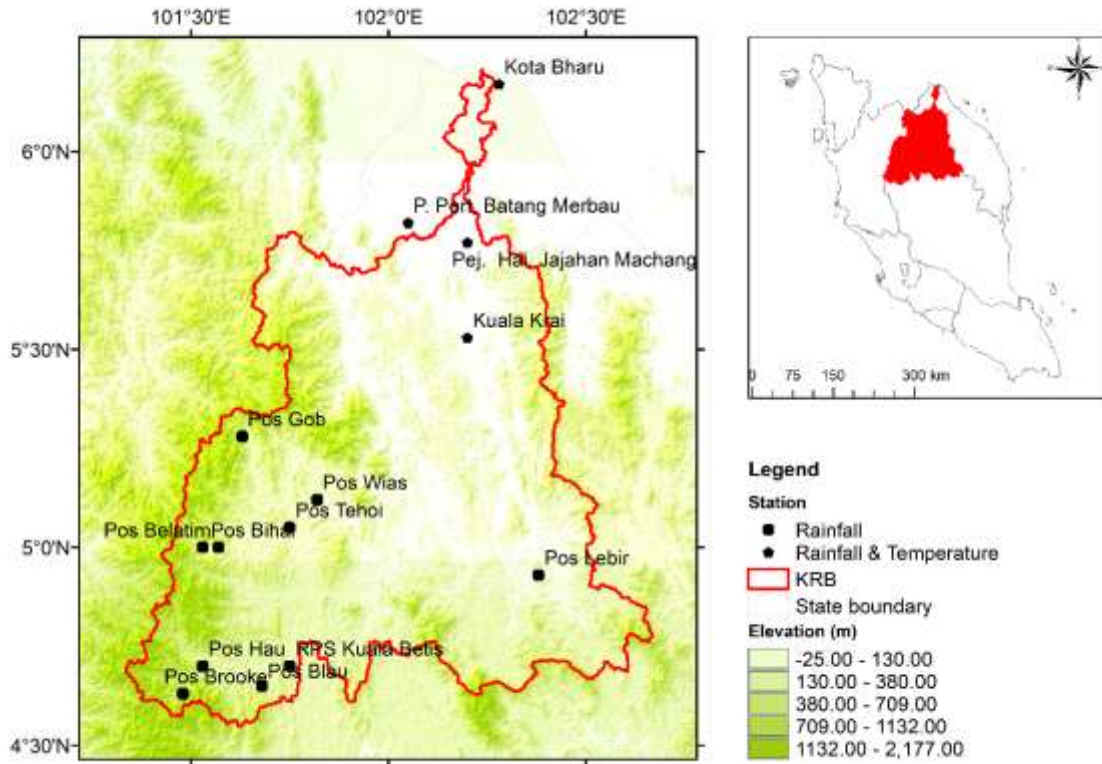 101°30'E 102°0'E 102°30'E
Kota Bharu
6°0'N
P. Pert. Batang Merbau
Pej. Hai. Jajahan Machang
Kuala Krai
5°30'N
Pos Gob
Pos Wias
Pos Tehoi
Pos Belatim Pos Bihai
5°0'N
Pos Lebir
Pos Hau RPS Kuala Betis
Pos Brooke Pos Blau
4°30'N
0 75 150 300 km
Legend
Station
Rainfall
Rainfall & Temperature
KRB
State boundary
Elevation (m)
-25.00 - 130.00
130.00 - 380.00
380.00 - 709.00
709.00 - 1132.00
1132.00 - 2,177.00